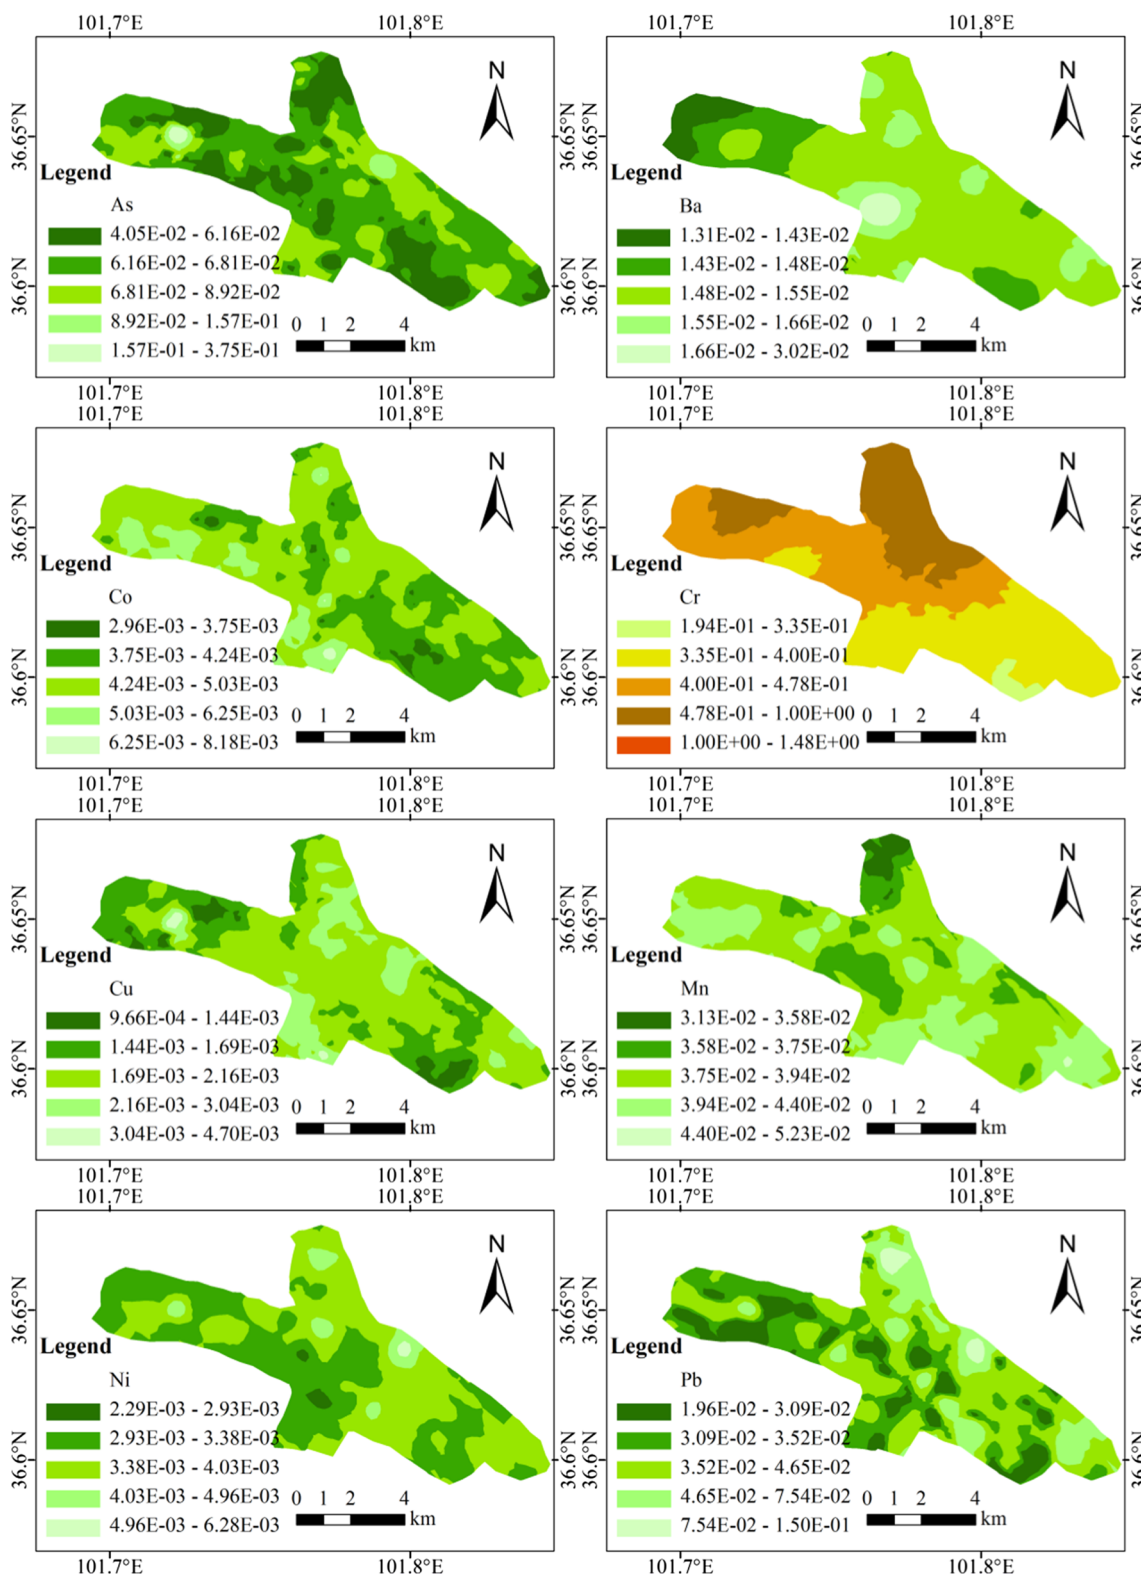 101.7°E 101.8°E 101.7°E 101.8°E
N N
36.65°N 36.65°N 36.65°N
Legend Legend
As Ba
4.05E-02 - 6.16E-02 1.31E-02 - 1.43E-02
6.16E-02 - 6.81E-02 1.43E-02 - 1.48E-02
6.81E-02 - 8.92E-02 1.48E-02 - 1.55E-02
8.92E-02 - 1.57E-01 1.55E-02 - 1.66E-02
1.57E-01 - 3.75E-01 1.66E-02 - 3.02E-02
36.6°N 36.6°N 36.6°N
0 1 2 4 0 1 2 4
km km
101.7°E 101.8°E 101.7°E 101.8°E
101.7°E 101.8°E 101.7°E 101.8°E
N N
36.65°N 36.65°N 36.65°N
Legend Legend
Co Cr
2.96E-03 - 3.75E-03 1.94E-01 - 3.35E-01
3.75E-03 - 4.24E-03 3.35E-01 - 4.00E-01
4.24E-03 - 5.03E-03 4.00E-01 - 4.78E-01
5.03E-03 - 6.25E-03 4.78E-01 - 1.00E+00
6.25E-03 - 8.18E-03 1.00E+00 - 1.48E+00
36.6°N 36.6°N 36.6°N
0 1 2 4 0 1 2 4
km km
101.7°E 101.8°E 101.7°E 101.8°E
101.7°E 101.8°E 101.7°E 101.8°E
N N
36.65°N 36.65°N 36.65°N
Legend Legend
Cu Mn
9.66E-04 - 1.44E-03 3.13E-02 - 3.58E-02
1.44E-03 - 1.69E-03 3.58E-02 - 3.75E-02
1.69E-03 - 2.16E-03 3.75E-02 - 3.94E-02
2.16E-03 - 3.04E-03 3.94E-02 - 4.40E-02
3.04E-03 - 4.70E-03 4.40E-02 - 5.23E-02
36.6°N 36.6°N 36.6°N
0 1 2 4 0 1 2 4
km km
101.7°E 101.8°E 101.7°E 101.8°E
101.7°E 101.8°E 101.7°E 101.8°E
N N
36.65°N 36.65°N 36.65°N
Legend Legend
Ni Pb
2.29E-03 - 2.93E-03 1.96E-02 - 3.09E-02
2.93E-03 - 3.38E-03 3.09E-02 - 3.52E-02
3.38E-03 - 4.03E-03 3.52E-02 - 4.65E-02
4.03E-03 - 4.96E-03 4.65E-02 - 7.54E-02
4.96E-03 - 6.28E-03 7.54E-02 - 1.50E-01
36.6°N 36.6°N 36.6°N
0 1 2 4 0 1 2 4
km km
101.7°E 101.8°E 101.7°E 101.8°E